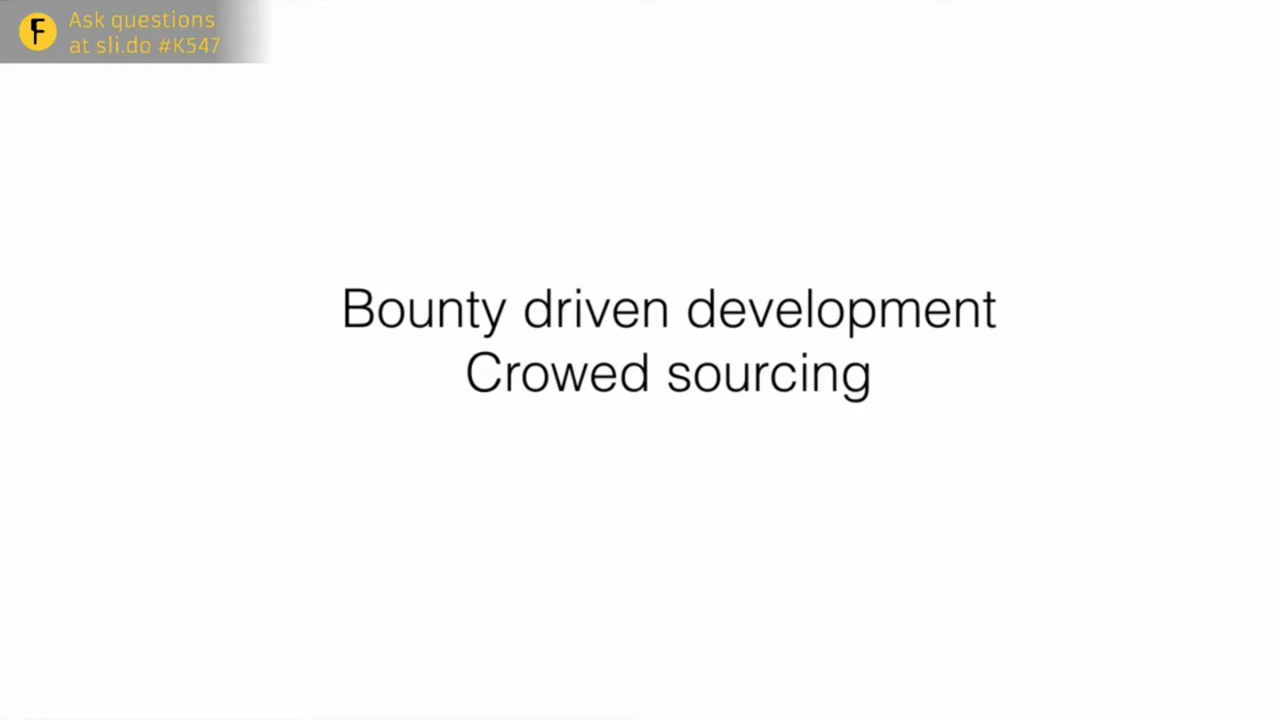 F
Ask questions
at sli.do #K547
Bounty driven development
Crowed sourcing